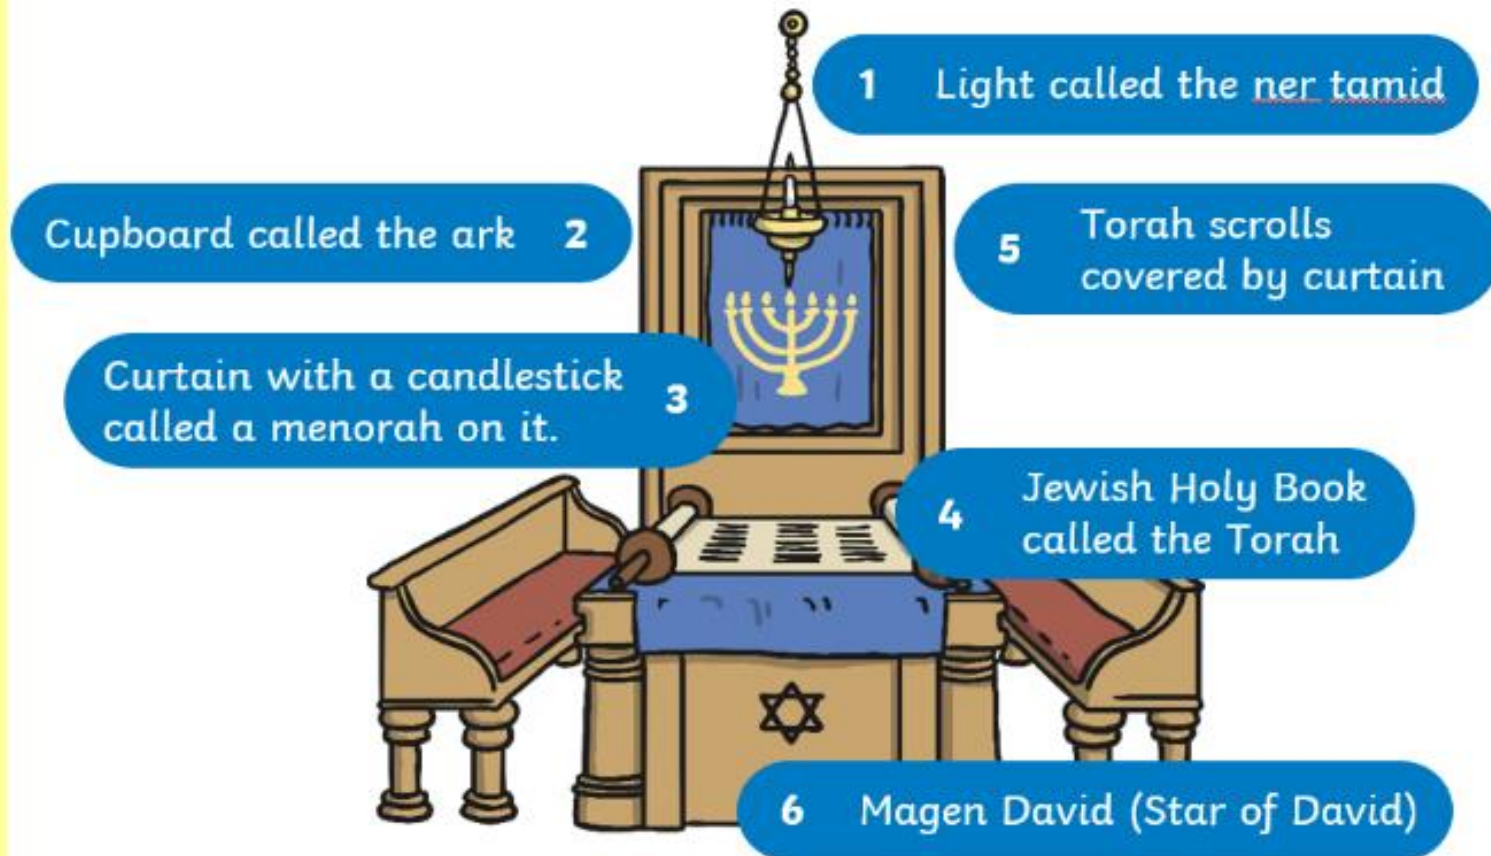 1 Light called the ner tamid
Cupboard called the ark 2
5 Torah scrolls
covered by curtain
Curtain with a candlestick
called a menorah on it. 3
4 Jewish Holy Book
called the Torah
6 Magen David (Star of David)